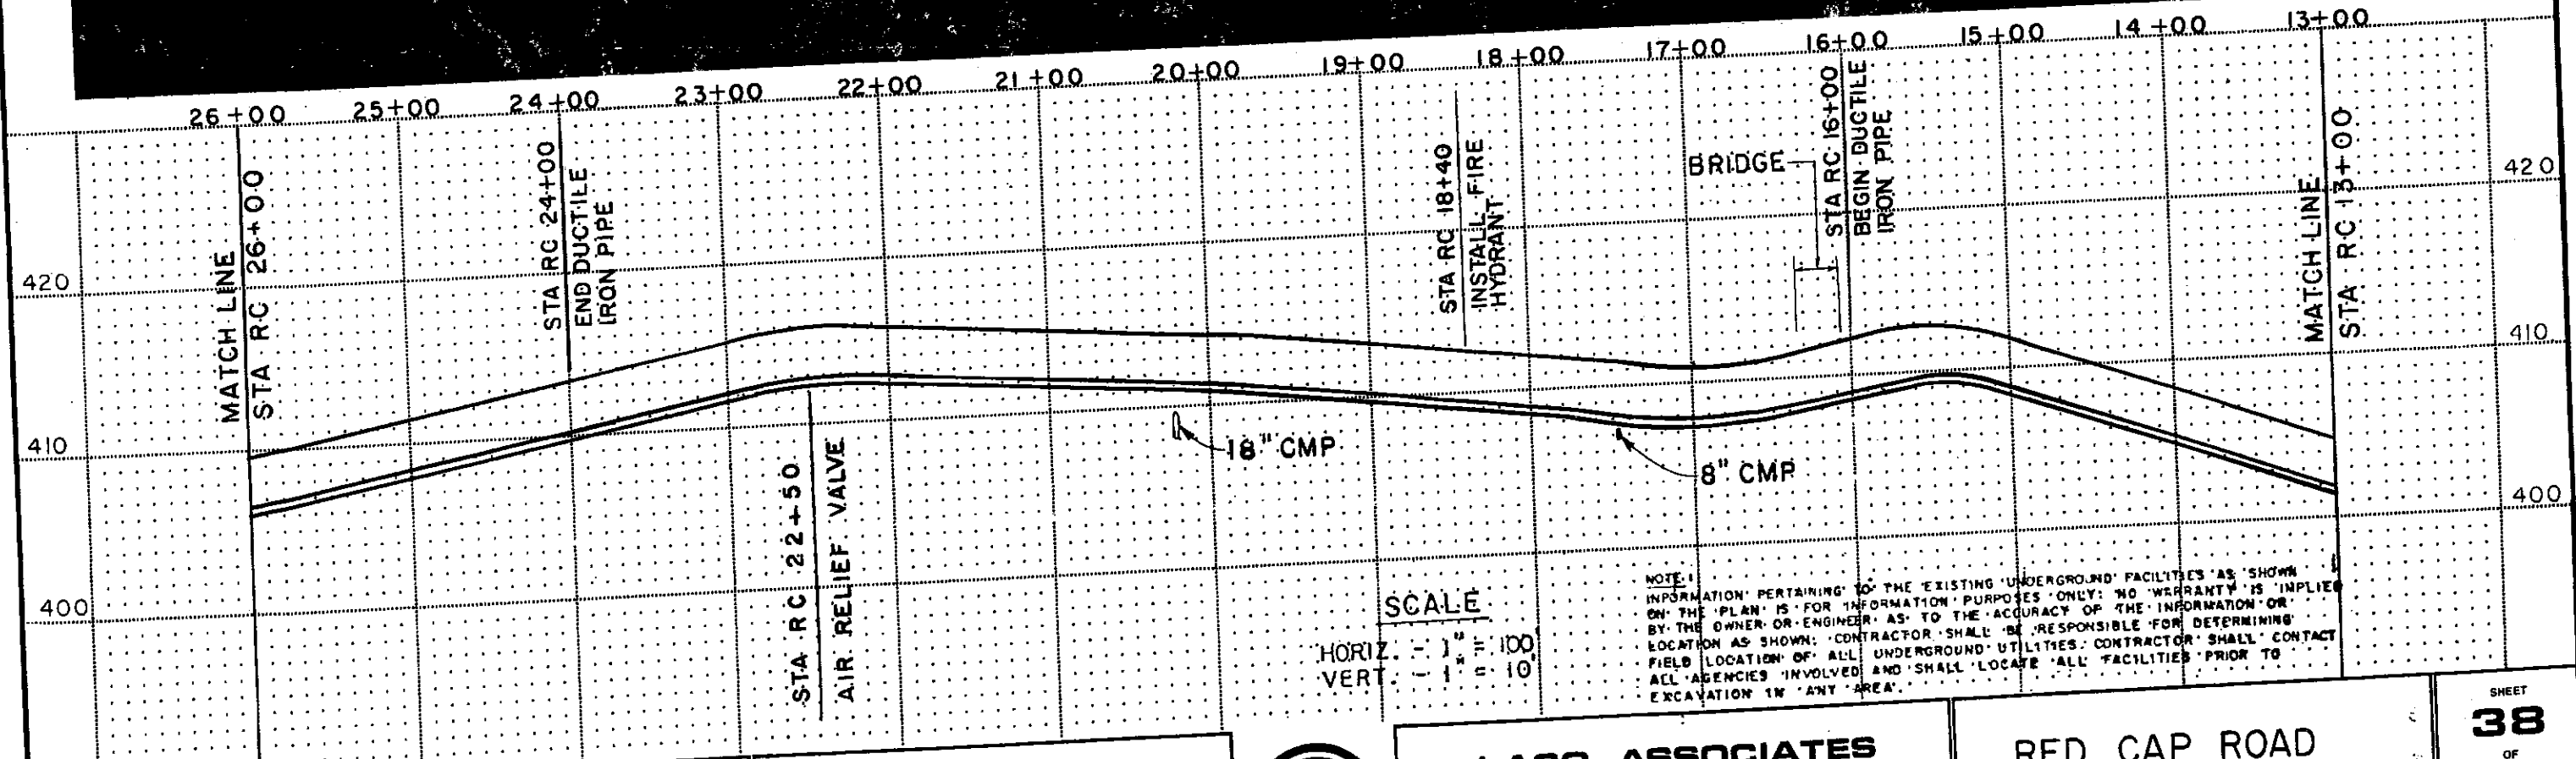 26+00 25+00 24+00 23+00 22+00 21+00 20+00 19+00 18+00 17+00 16+00 15+00 14+00 13+00
MATCH LINE
STA RC 26+00
STA RC 24+00
END DUCTILE
IRON PIPE
STA RC 18+40
INSTALL FIRE
HYDRANT
BRIDGE
STA RC 16+00
BEGIN DUCTILE
IRON PIPE
MATCH LINE
STA RC 13+00
420
420
410
410
400
400
STA RC 22+50
AIR RELIEF VALVE
18" CMP
8" CMP
SCALE
HORIZ. - 1" = 100'
VERT. - 1" = 10'
NOTE:
INFORMATION PERTAINING TO THE EXISTING UNDERGROUND FACILITIES AS SHOWN
ON THE PLAN IS FOR INFORMATION PURPOSES ONLY: NO WARRANTY IS IMPLIED
BY THE OWNER OR ENGINEER AS TO THE ACCURACY OF THE INFORMATION OR
LOCATION AS SHOWN: CONTRACTOR SHALL BE RESPONSIBLE FOR DETERMINING
FIELD LOCATION OF ALL UNDERGROUND UTILITIES. CONTRACTOR SHALL CONTACT
ALL AGENCIES INVOLVED AND SHALL LOCATE ALL FACILITIES PRIOR TO
EXCAVATION IN ANY AREA.
ASSOCIATES
RED CAP ROAD
SHEET
38
OF